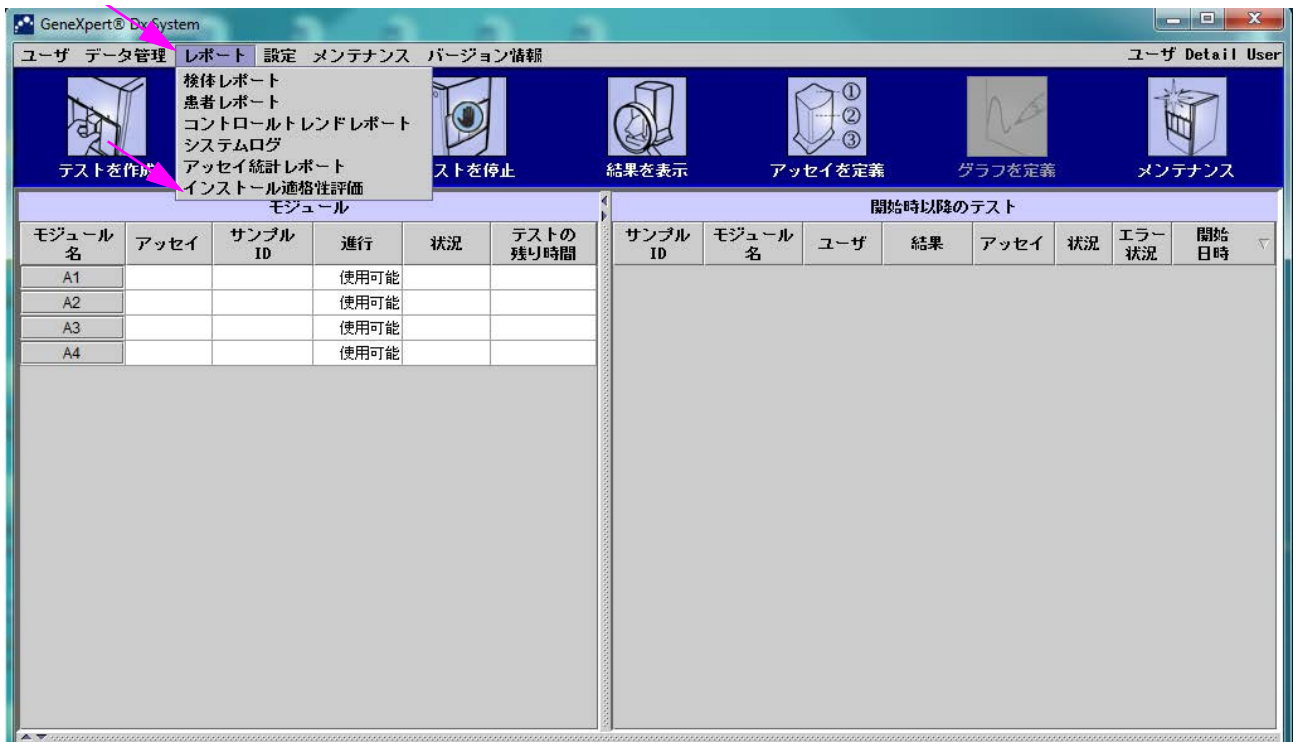 GeneXpert® Dx System
ユーザ データ管理 レポート 設定 メンテナンス バージョン情報 ユーザ Detail User
検体レポート
患者レポート
コントロールトレンドレポート
システムログ
アッセイ統計レポート
インストール適格性評価
テストを作成 ストを停止 結果を表示 アッセイを定義 グラフを定義 メンテナンス
①
②
③
モジュール 開始時以降のテスト
モジュール名 アッセイ サンプルID 進行 状況 テストの残り時間 サンプルID モジュール名 ユーザ 結果 アッセイ 状況 エラー状況 開始日時
A1 使用可能
A2 使用可能
A3 使用可能
A4 使用可能